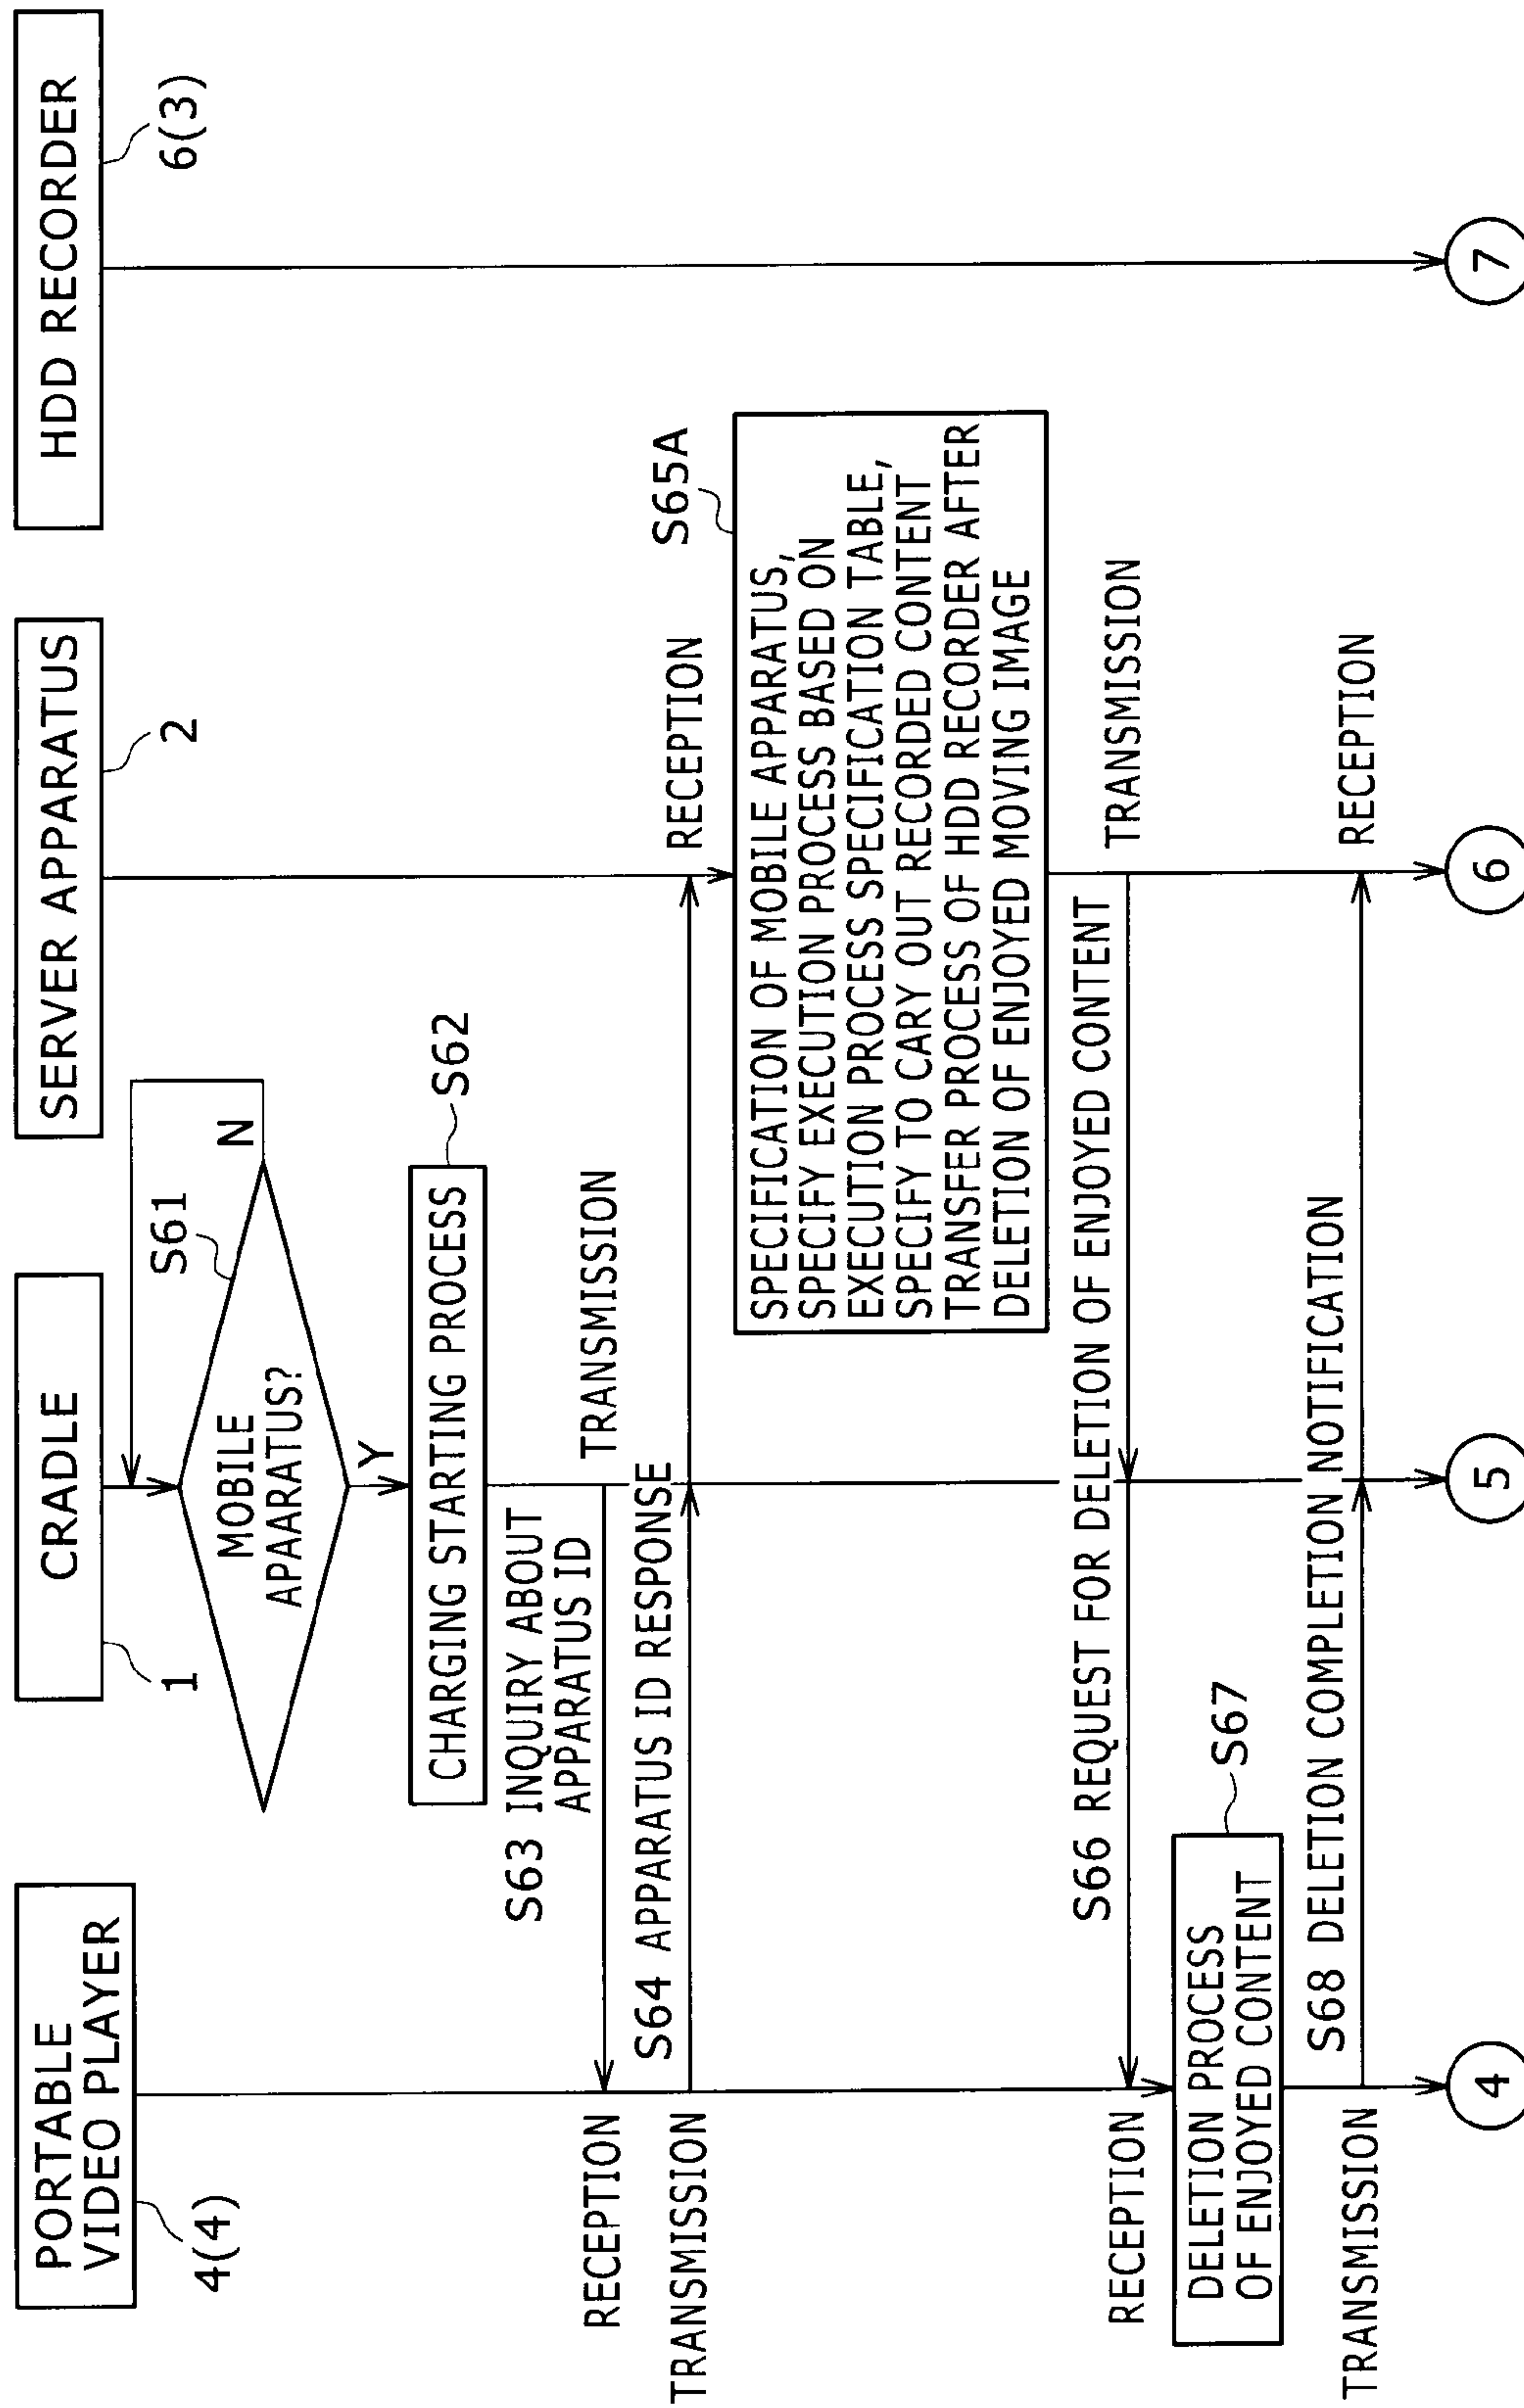 PORTABLE
VIDEO PLAYER
4(4)
CRADLE
1
SERVER APPARATUS
2
HDD RECORDER
6(3)
S61
MOBILE
APAARATUS?
N
Y
CHARGING STARTING PROCESS
S62
S63 INQUIRY ABOUT
APPARATUS ID
TRANSMISSION
RECEPTION
S64 APPARATUS ID RESPONSE
TRANSMISSION
RECEPTION
S65A
SPECIFICATION OF MOBILE APPARATUS,
SPECIFY EXECUTION PROCESS BASED ON
EXECUTION PROCESS SPECIFICATION TABLE,
SPECIFY TO CARY OUT RECORDED CONTENT
TRANSFER PROCESS OF HDD RECORDER AFTER
DELETION OF ENJOYED MOVING IMAGE
S66 REQUEST FOR DELETION OF ENJOYED CONTENT
TRANSMISSION
RECEPTION
DELETION PROCESS
OF ENJOYED CONTENT
S67
S68 DELETION COMPLETION NOTIFICATION
TRANSMISSION
RECEPTION
4
5
6
7